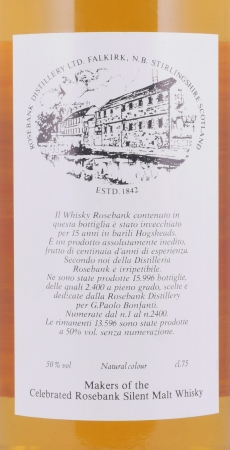 ROSEBANK DISTILLERY LTD. FALKIRK, N.B. STIRLINGSHIRE SCOTLAND
ESTD. 1842
Il Whisky Rosebank contenuto in
questa bottiglia è stato invecchiato
per 15 anni in barili Hogsheads.
È un prodotto assolutamente inedito,
frutto di centinaia d'anni di esperienza.
Secondo noi della Distilleria
Rosebank è irripetibile.
Ne sono state prodotte 15.996 bottiglie,
delle quali 2.400 a pieno grado, scelte e
dedicate dalla Rosebank Distillery
per G.Paolo Bonfanti.
Numerate dal n.1 al n.2400.
Le rimanenti 13.596 sono state prodotte
a 50% vol. senza numerazione.
50% vol Natural colour cl.75
Makers of the
Celebrated Rosebank Silent Malt Whisky